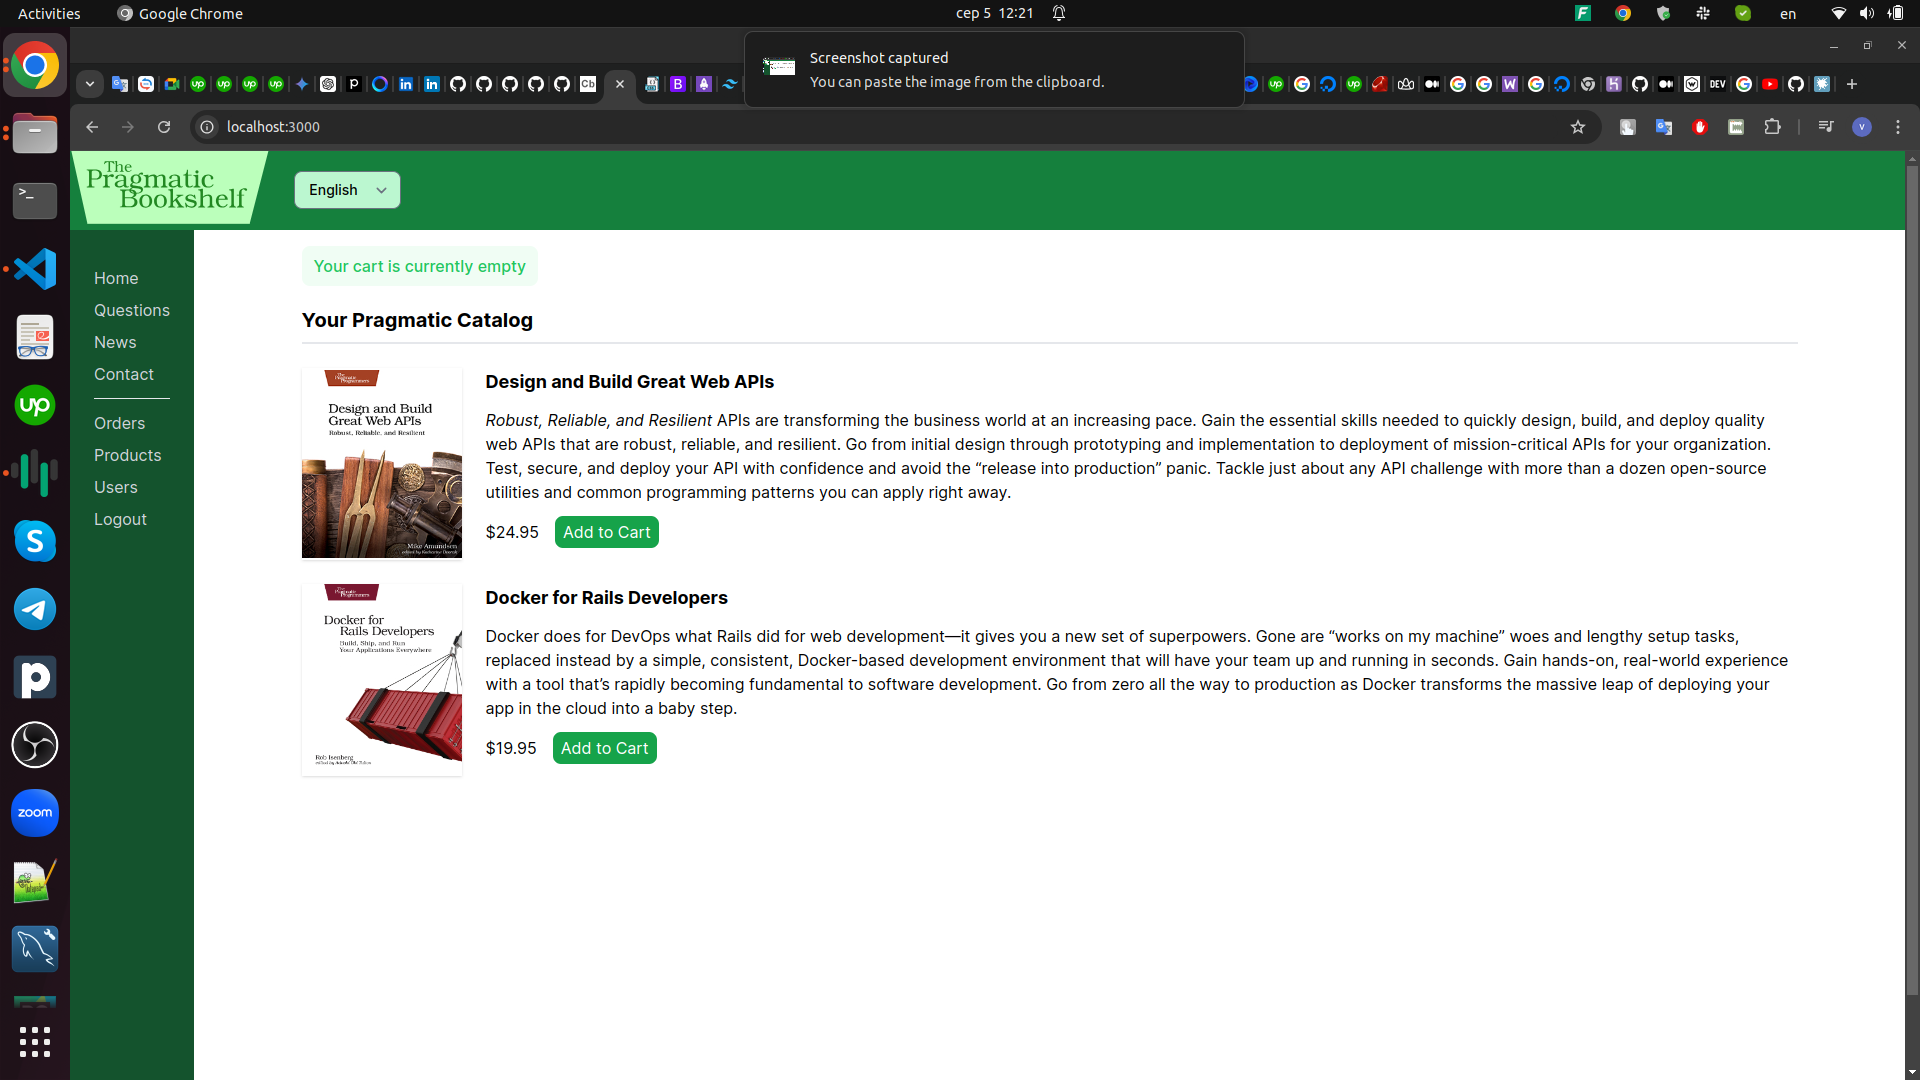 Activities
Google Chrome
сер 5 12:21
en
Screenshot captured
You can paste the image from the clipboard.
localhost:3000
The
Pragmatic
Bookshelf
English
Home
Questions
News
Contact
Orders
Products
Users
Logout
Your cart is currently empty
Your Pragmatic Catalog
The
Pragmatic
Programmers
Design and Build
Great Web APIs
Robust, Reliable, and Resilient
Mike Amundsen
Design and Build Great Web APIs
Robust, Reliable, and Resilient APIs are transforming the business world at an increasing pace. Gain the essential skills needed to quickly design, build, and deploy quality
web APIs that are robust, reliable, and resilient. Go from initial design through prototyping and implementation to deployment of mission-critical APIs for your organization.
Test, secure, and deploy your API with confidence and avoid the “release into production” panic. Tackle just about any API challenge with more than a dozen open-source
utilities and common programming patterns you can apply right away.
$24.95
Add to Cart
The
Pragmatic
Programmers
Docker for
Rails Developers
Build, Ship, and Run
Your Applications Everywhere
Rob Isenberg
Docker for Rails Developers
Docker does for DevOps what Rails did for web development—it gives you a new set of superpowers. Gone are “works on my machine” woes and lengthy setup tasks,
replaced instead by a simple, consistent, Docker-based development environment that will have your team up and running in seconds. Gain hands-on, real-world experience
with a tool that’s rapidly becoming fundamental to software development. Go from zero all the way to production as Docker transforms the massive leap of deploying your
app in the cloud into a baby step.
$19.95
Add to Cart
zoom